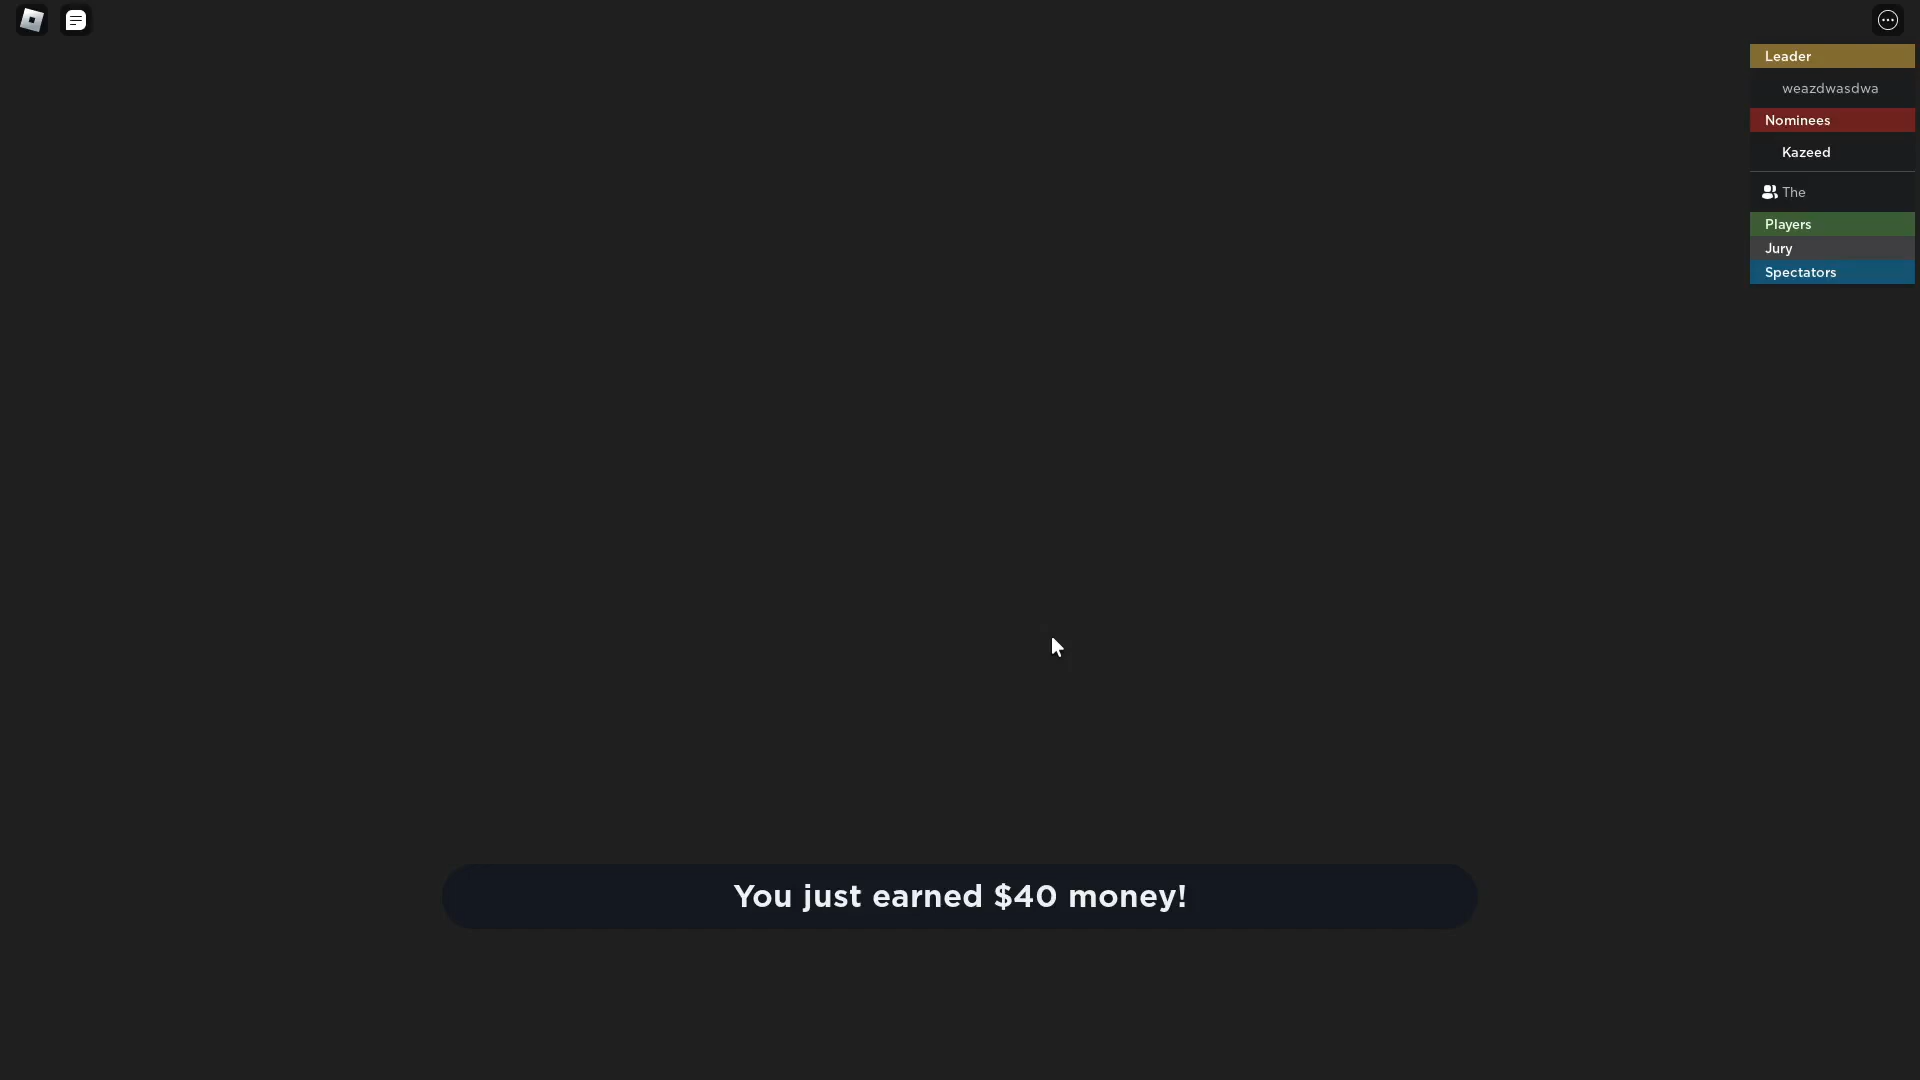 Leader
weazdwasdwa
Nominees
Kazeed
The
Players
Jury
Spectators
You just earned $40 money!